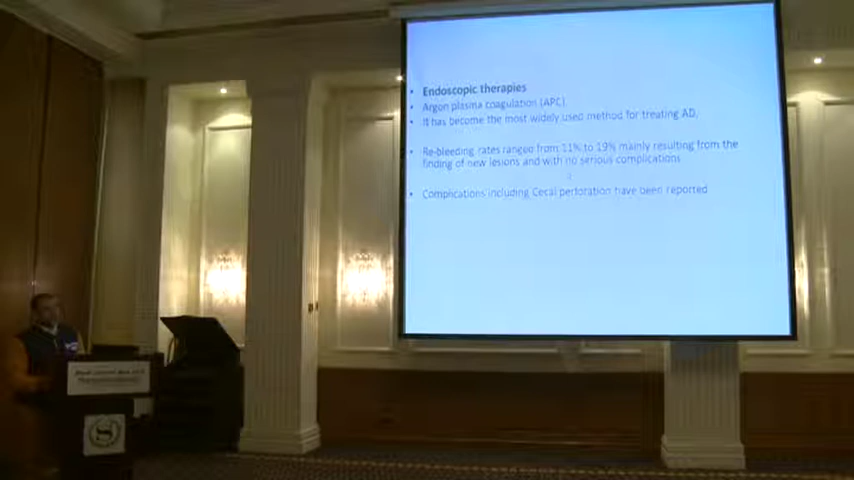 • Endoscopic therapies
• Argon plasma coagulation (APC).
• It has become the most widely used method for treating AD,
• Re-bleeding rates ranged from 11% to 19% mainly resulting from the
finding of new lesions and with no serious complications
• Complications including Cecal perforation have been reported
S